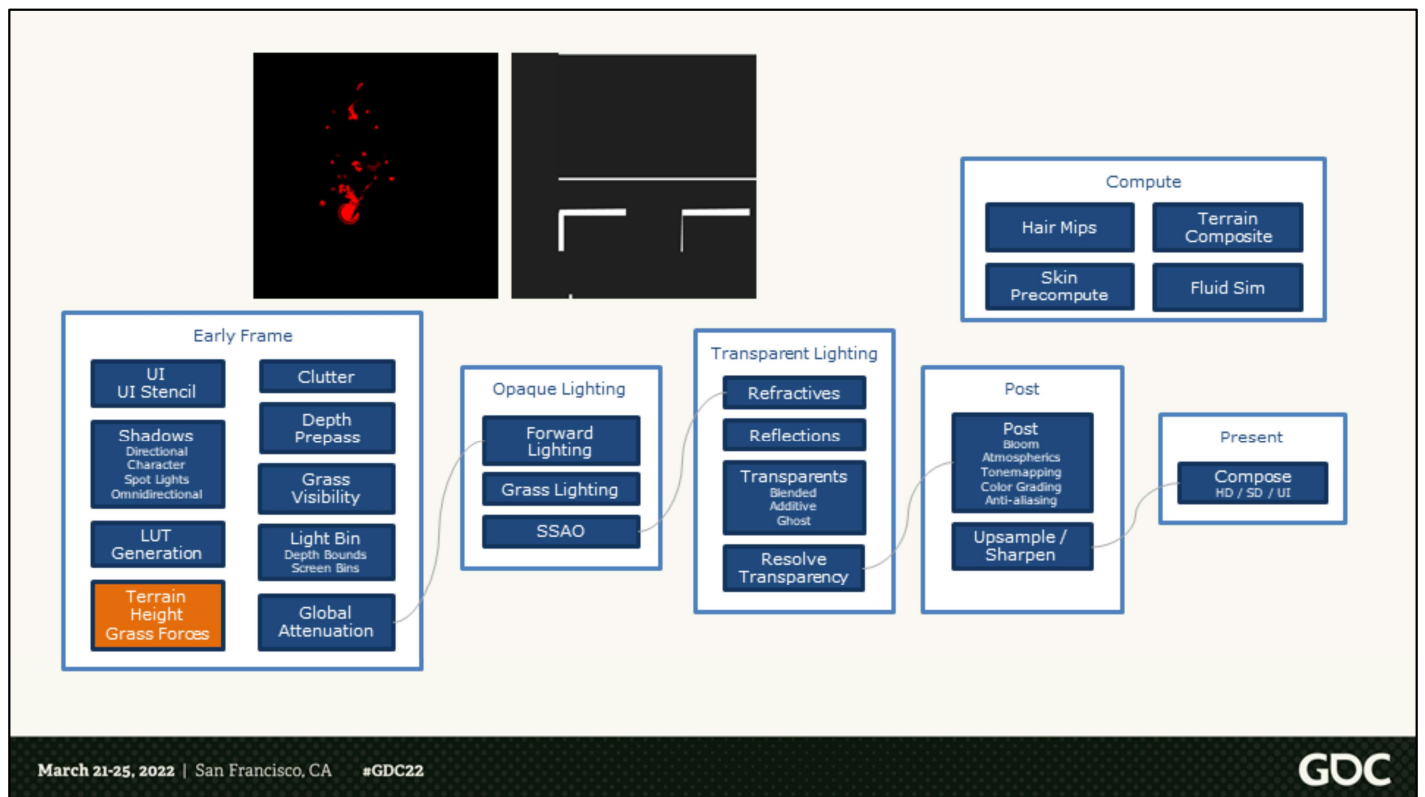 Compute
Hair Mips
Terrain
Composite
Skin
Precompute
Fluid Sim
Early Frame
UI
UI Stencil
Shadows
Directional
Character
Spot Lights
Omnidirectional
LUT
Generation
Terrain
Height
Grass Forces
Clutter
Depth
Prepass
Grass
Visibility
Light Bin
Depth Bounds
Screen Bins
Global
Attenuation
Opaque Lighting
Forward
Lighting
Grass Lighting
SSAO
Transparent Lighting
Refractives
Reflections
Transparents
Blended
Additive
Ghost
Resolve
Transparency
Post
Post
Bloom
Atmospherics
Tonemapping
Color Grading
Anti-aliasing
Upsample /
Sharpen
Present
Compose
HD / SD / UI
March 21-25, 2022 | San Francisco, CA #GDC22
GDC